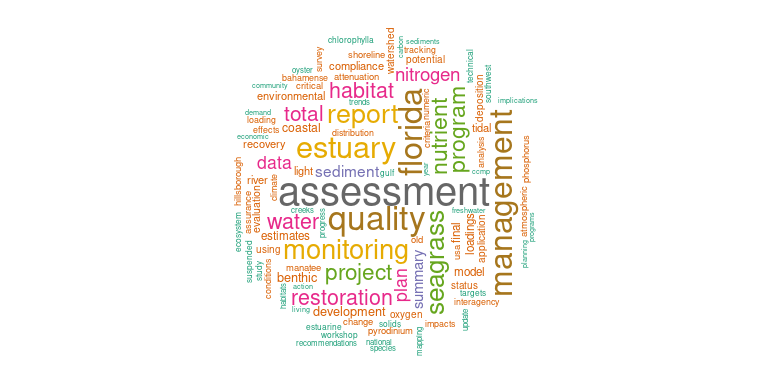 chlorophylla
carbon
sediments
watershed
tracking
survey
shoreline
potential
technical
oyster
compliance
nitrogen
southwest
bahamense
attenuation
community
critical
habitat
deposition
implications
environmental
trends
florida
numeric
nutrient
program
demand
loading
total
report
coastal
criteria
tidal
effects
distribution
economic
recovery
estuary
analysis
phosphorus
data
light
sediment
gulf
year
ccmp
management
hillsborough
river
climate
assessment
atmospheric
assurance
evaluation
creeks
quality
freshwater
water
progress
seagrass
loadings
programs
ecosystem
estimates
old
final
application
using
monitoring
usa
planning
suspended
study
conditions
manatee
project
plan
summary
model
benthic
action
status
habitats
restoration
targets
interagency
living
development
oxygen
update
change
solids
impacts
estuarine
pyrodinium
workshop
national
mapping
recommendations
species